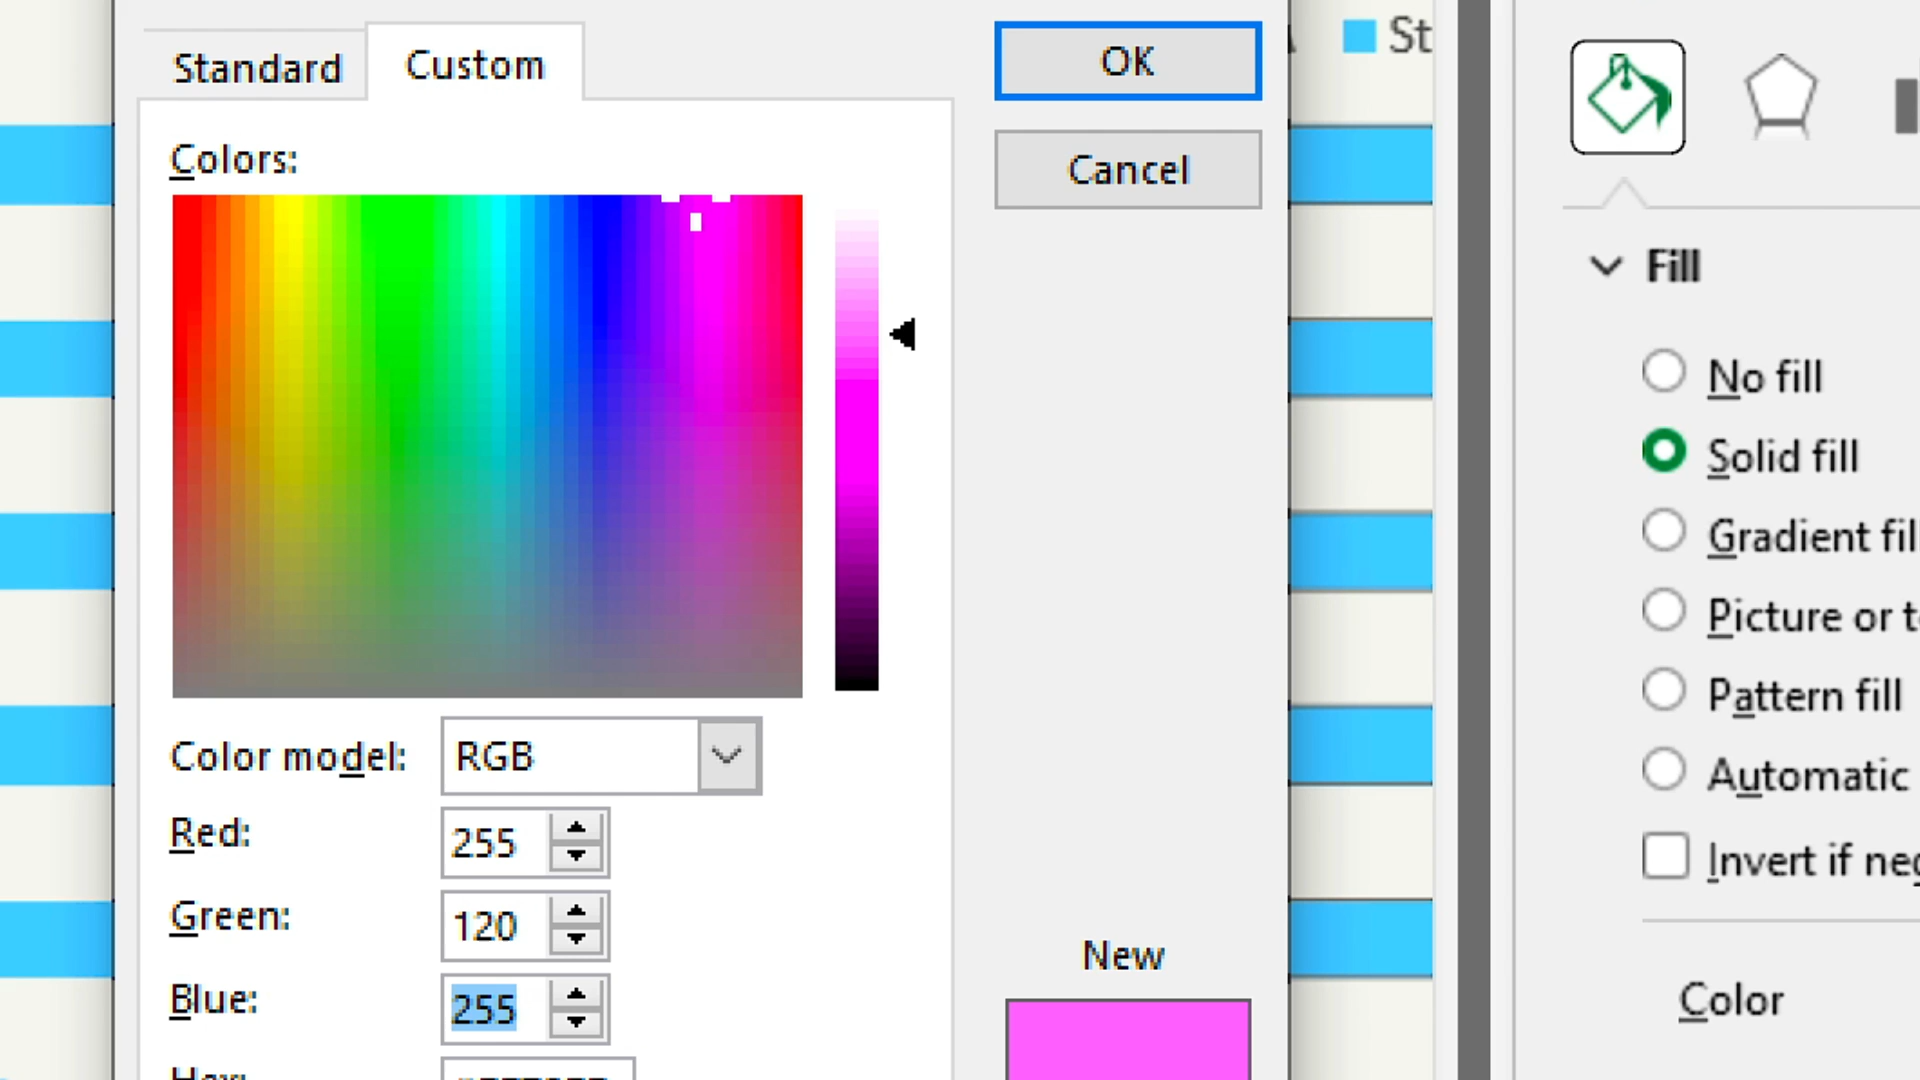 Standard
Custom
OK
St
Colors:
Cancel
Fill
No fill
Solid fill
Gradient fil
Picture or t
Pattern fill
Automatic
Invert if neg
Color
Color model:
RGB
Red:
255
Green:
120
Blue:
255
New